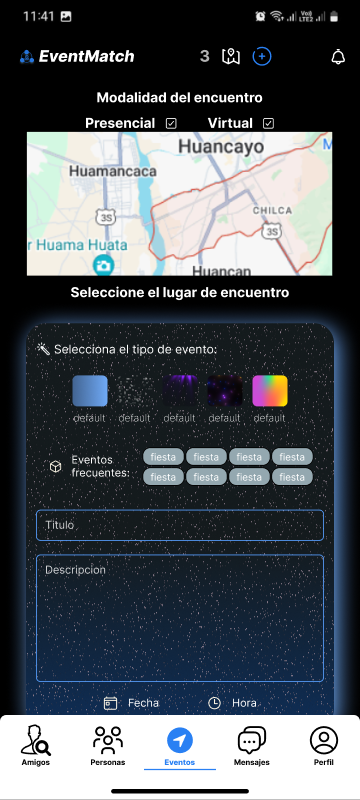 11:41
Vo)) LTE2
EventMatch
3
Modalidad del encuentro
Presencial Virtual
Huancayo
Huamancaca
3S
CHILCA
3S
r Huama Huata
Huancan
Seleccione el lugar de encuentro
Selecciona el tipo de evento:
default default default default default
Eventos frecuentes:
fiesta fiesta fiesta fiesta
fiesta fiesta fiesta fiesta
Titulo
Descripcion
Fecha Hora
Amigos Personas Eventos Mensajes Perfil